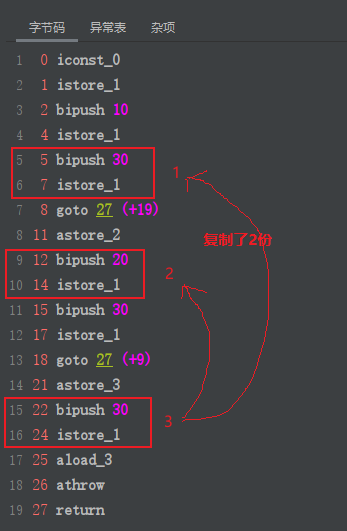 字节码 异常表 杂项
1 0 iconst_0
2 1 istore_1
3 2 bipush 10
4 4 istore_1
5 5 bipush 30
6 7 istore_1
7 8 goto 27 (+19)
8 11 astore_2
9 12 bipush 20
10 14 istore_1
11 15 bipush 30
12 17 istore_1
13 18 goto 27 (+9)
14 21 astore_3
15 22 bipush 30
16 24 istore_1
17 25 aload_3
18 26 athrow
19 27 return
1
复制了2份
2
3